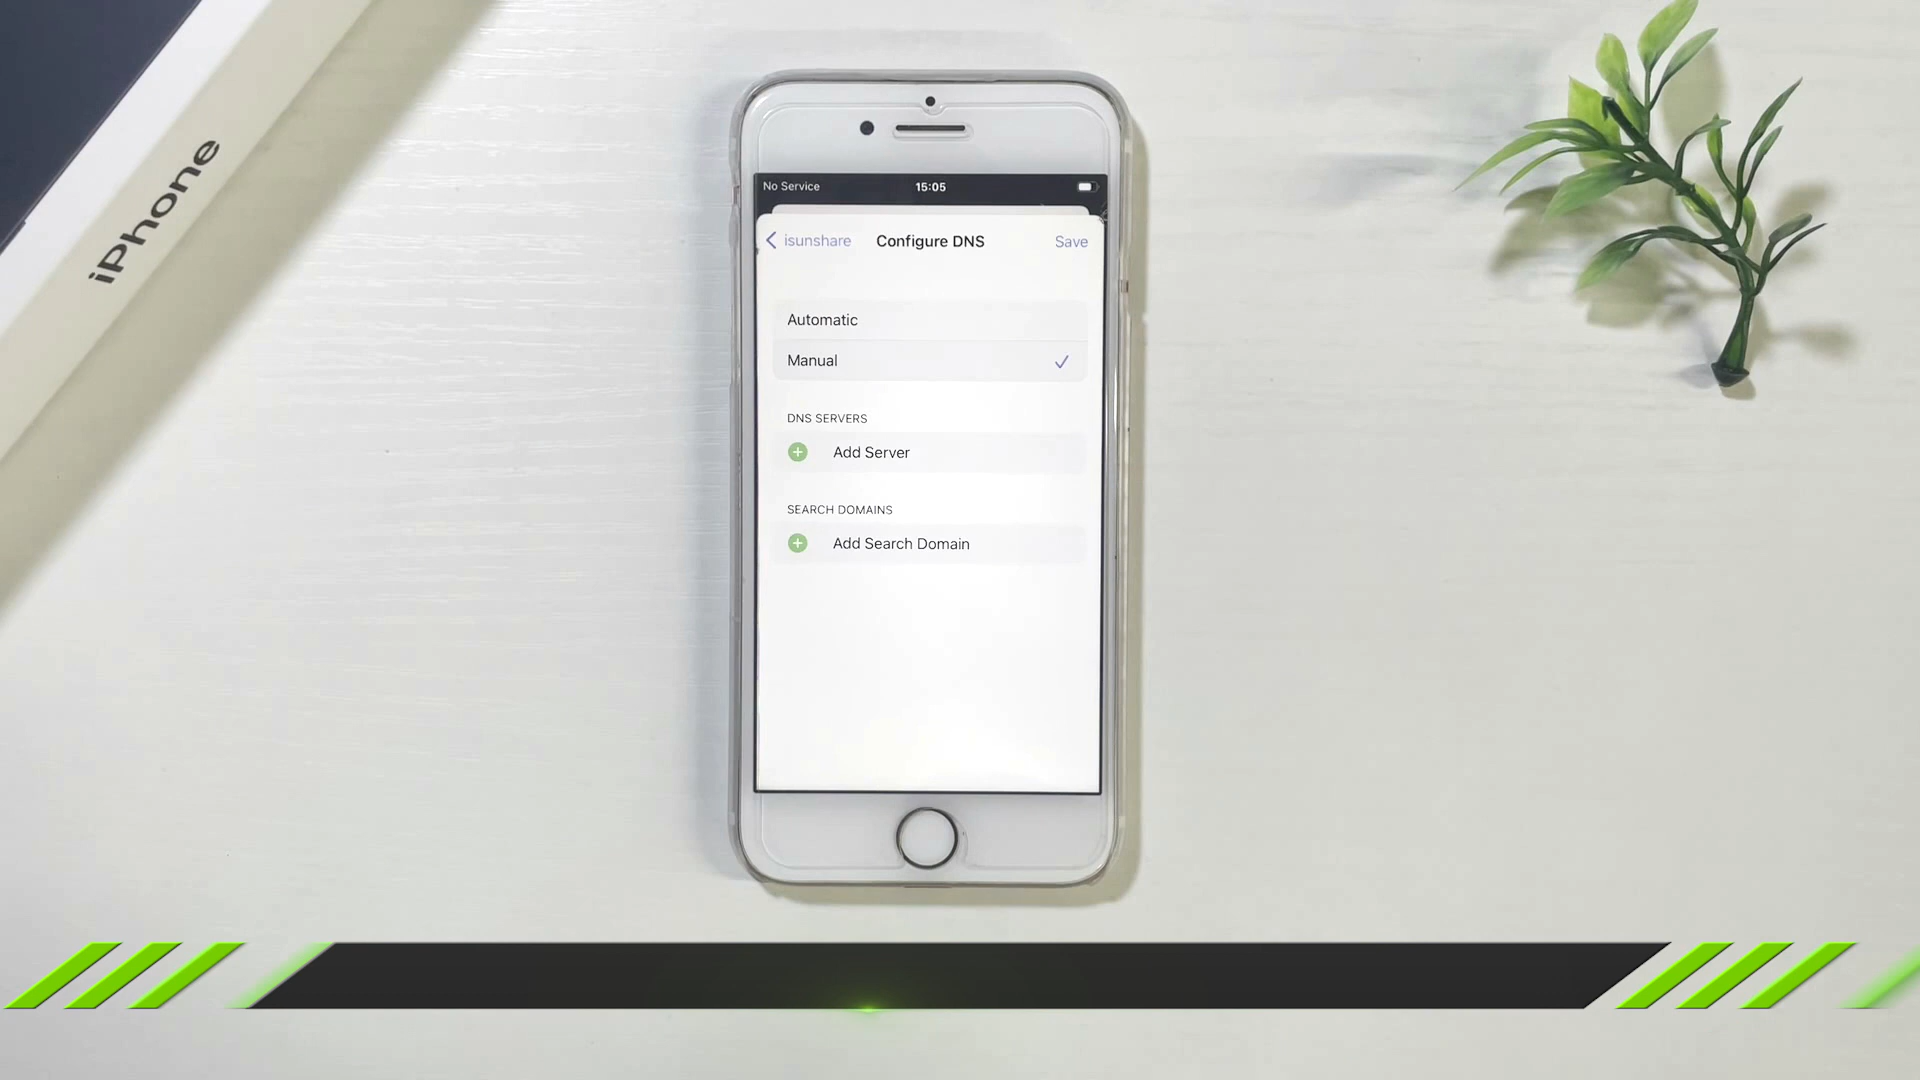 iPhone
No Service
15:05
isunshare
Configure DNS
Save
Automatic
Manual
DNS SERVERS
Add Server
SEARCH DOMAINS
Add Search Domain